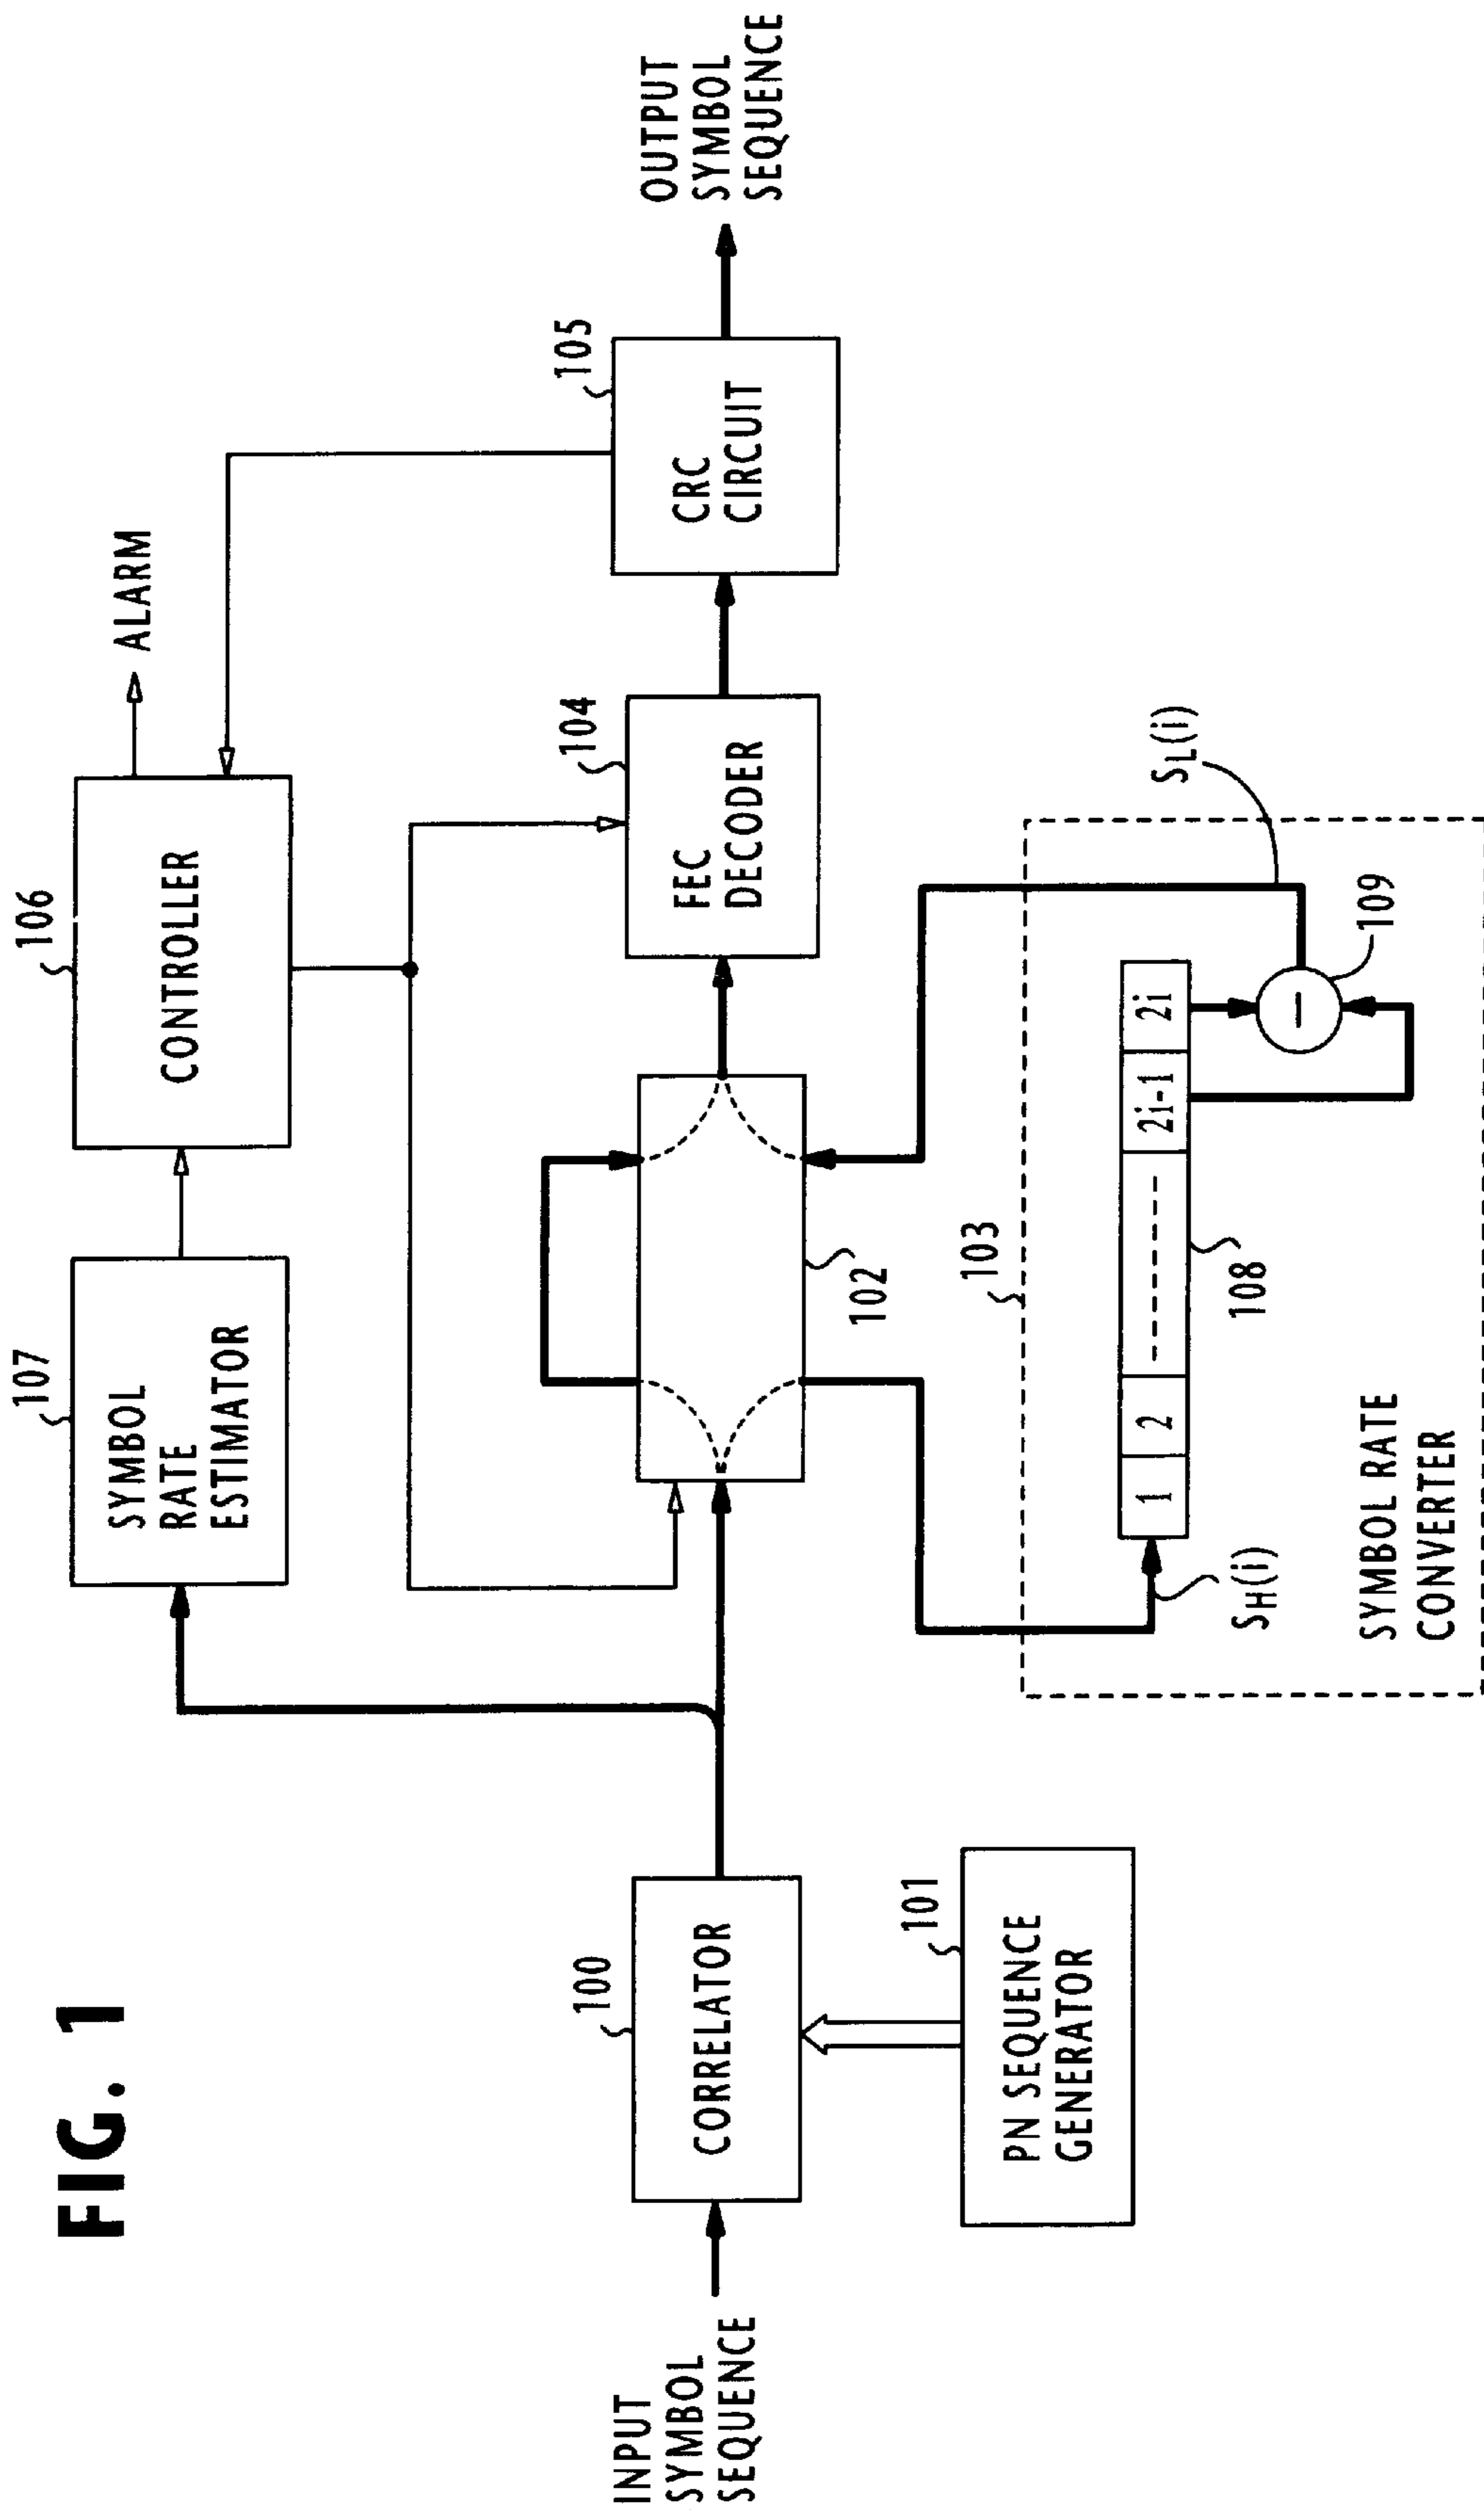 FIG. 1
INPUT
SYMBOL
SEQUENCE
100
CORRELATOR
101
PN SEQUENCE
GENERATOR
107
SYMBOL
RATE
ESTIMATOR
106
CONTROLLER
ALARM
102
104
FEC
DECODER
105
CRC
CIRCUIT
OUTPUT
SYMBOL
SEQUENCE
103
SH(i)
1 2 2i-1 2i
108
109
SL(i)
SYMBOL RATE
CONVERTER